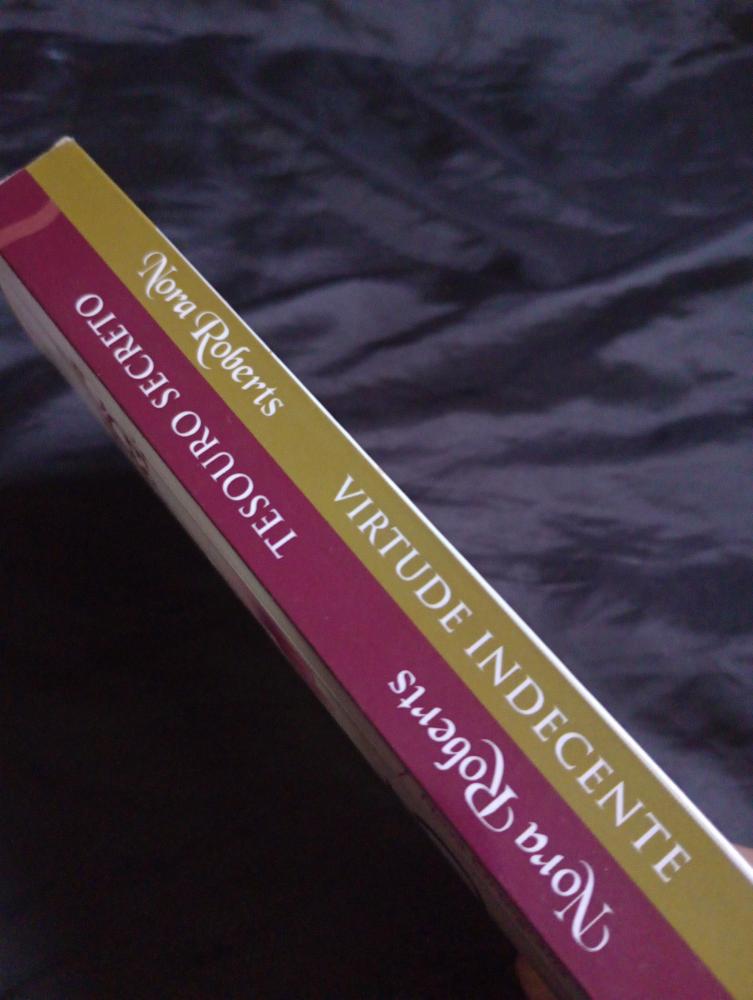 Nora Roberts VIRTUDE INDECENTE
Nora Roberts TESOURO SECRETO